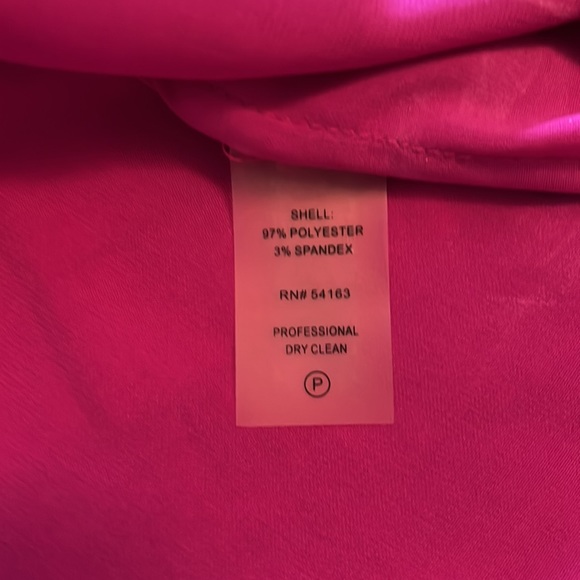 SHELL:
97% POLYESTER
3% SPANDEX
RN# 54163
PROFESSIONAL
DRY CLEAN
P